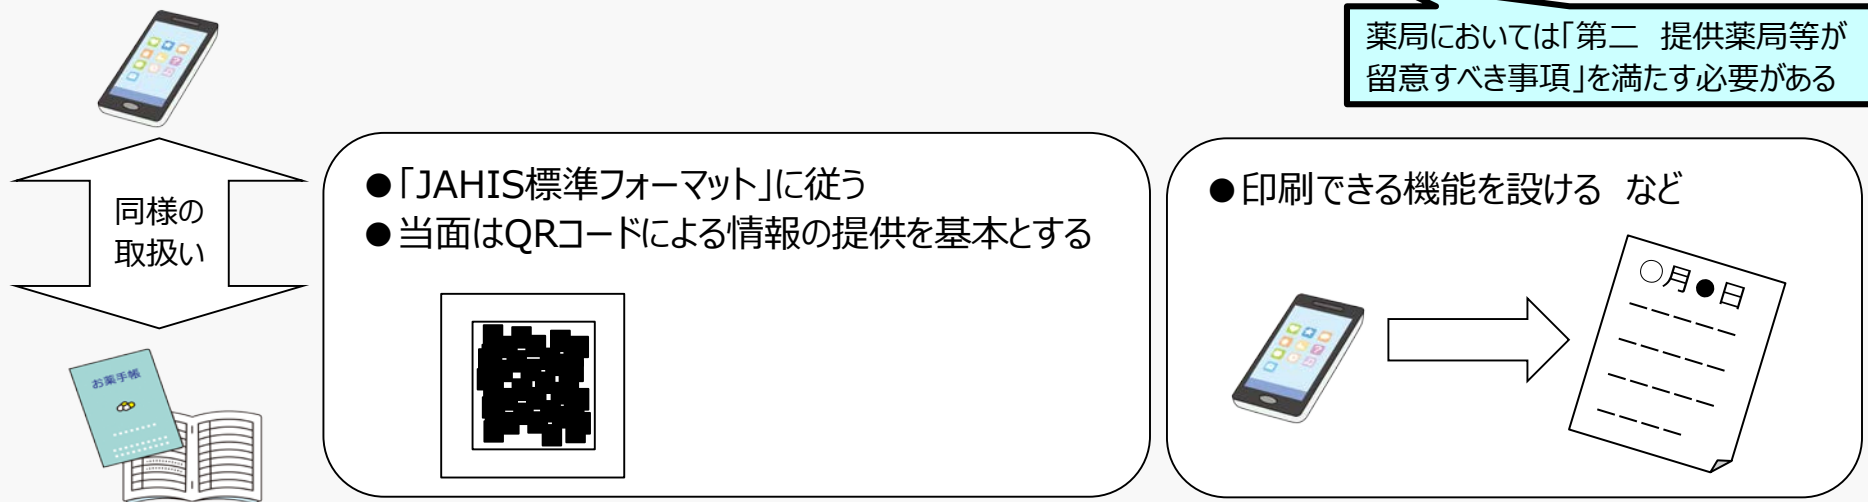 薬局においては「第二　提供薬局等が
留意すべき事項」を満たす必要がある
同様の
取扱い
●「JAHIS標準フォーマット」に従う
●当面はQRコードによる情報の提供を基本とする
●印刷できる機能を設ける　など
○月●日
お薬手帳